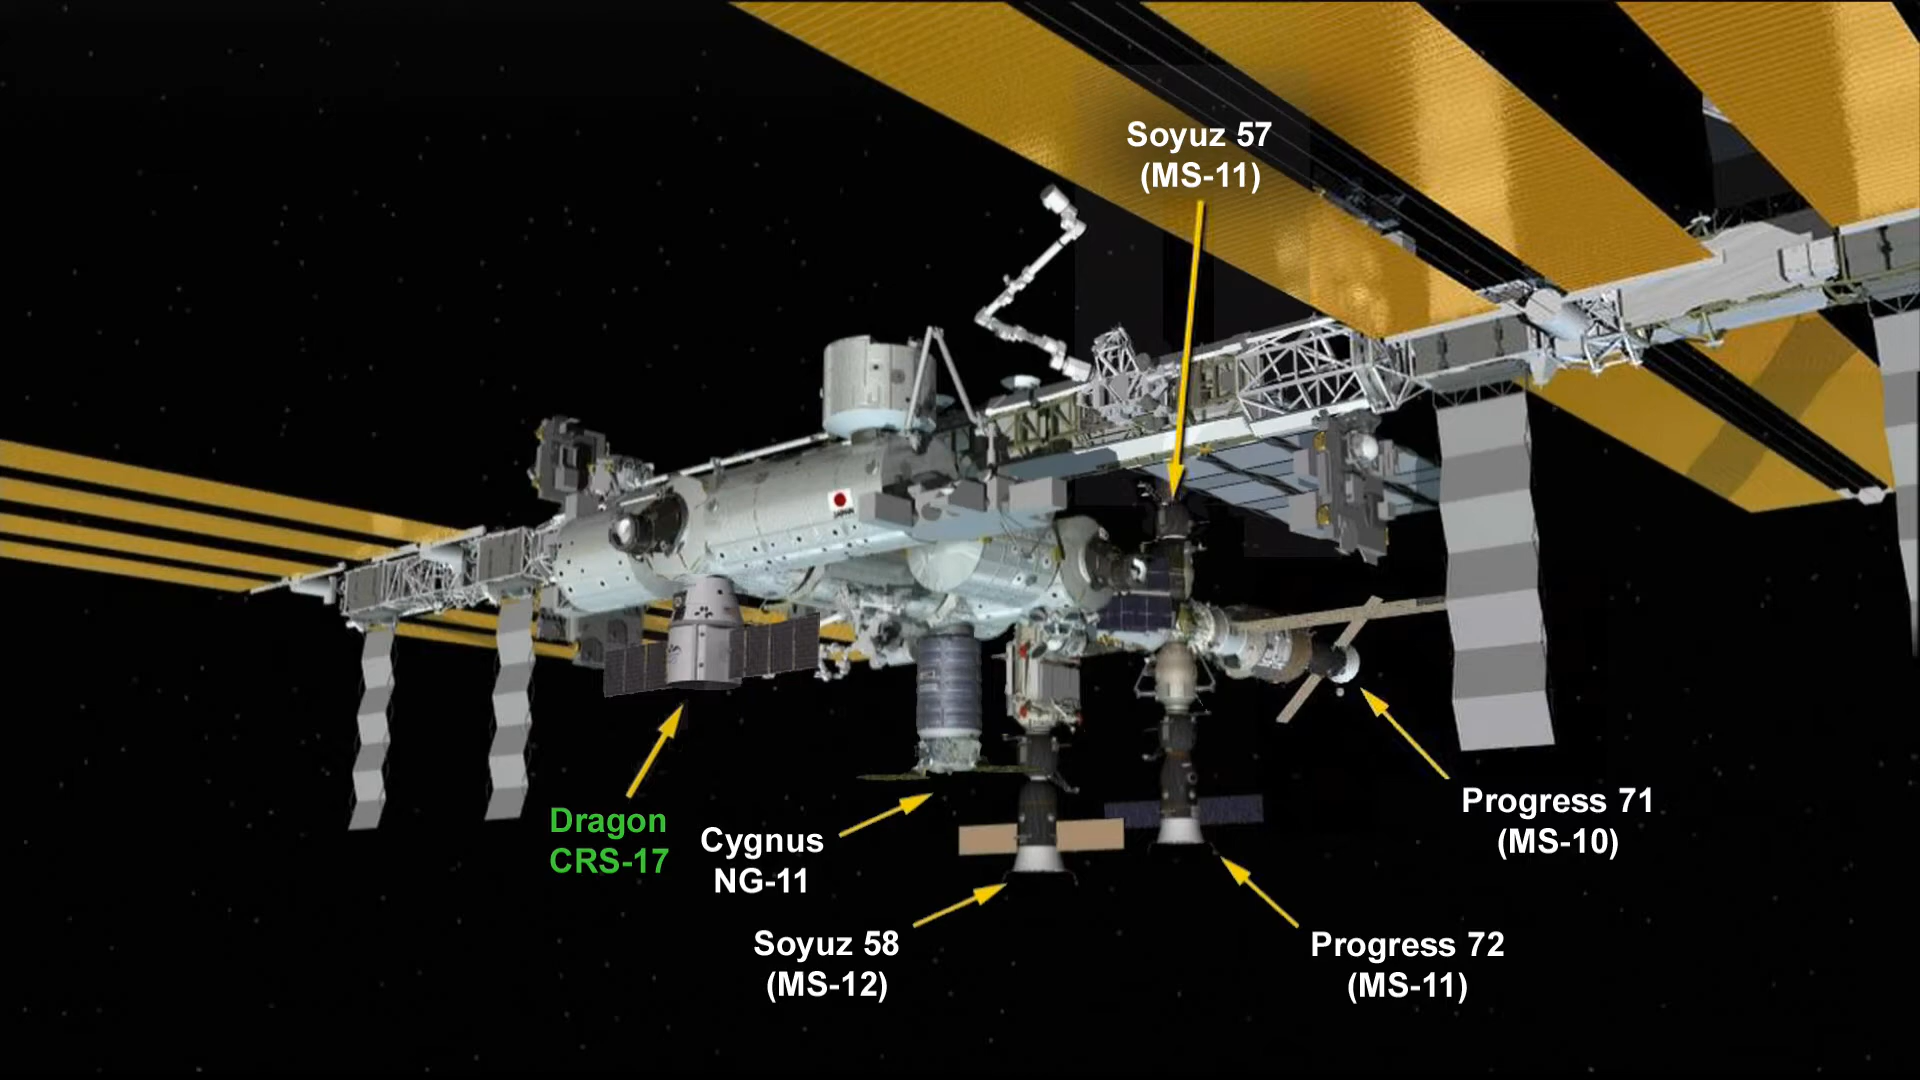 Soyuz 57
(MS-11)
JAPAN
Dragon
CRS-17
Cygnus
NG-11
Soyuz 58
(MS-12)
Progress 72
(MS-11)
Progress 71
(MS-10)